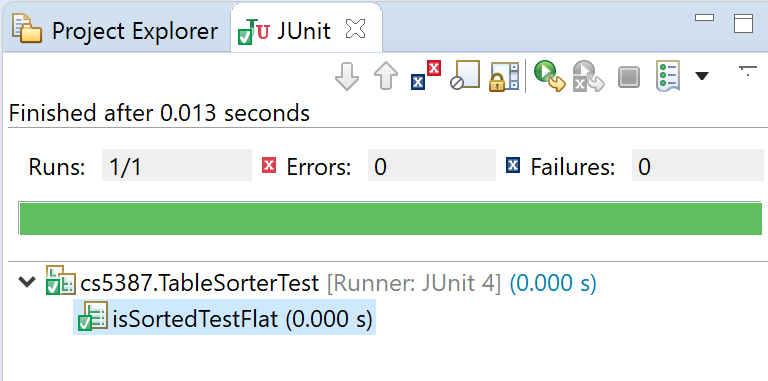 Project Explorer JUnit
Finished after 0.013 seconds
Runs: 1/1 Errors: 0 Failures: 0
cs5387.TableSorterTest [Runner: JUnit 4] (0.000 s)
isSortedTestFlat (0.000 s)